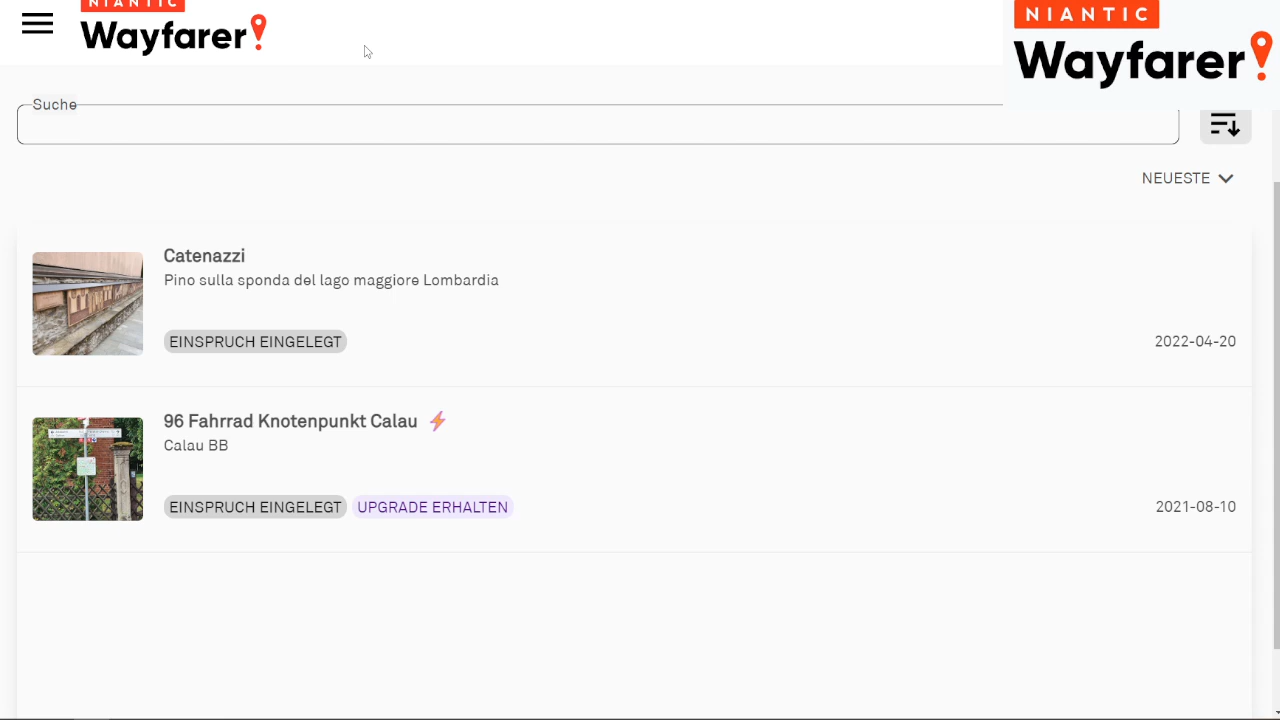 NIANTIC
Wayfarer
NIANTIC
Wayfarer
Suche
NEUESTE
Catenazzi
Pino sulla sponda del lago maggiore Lombardia
EINSPRUCH EINGELEGT
2022-04-20
96 Fahrrad Knotenpunkt Calau
Calau BB
EINSPRUCH EINGELEGT UPGRADE ERHALTEN
2021-08-10